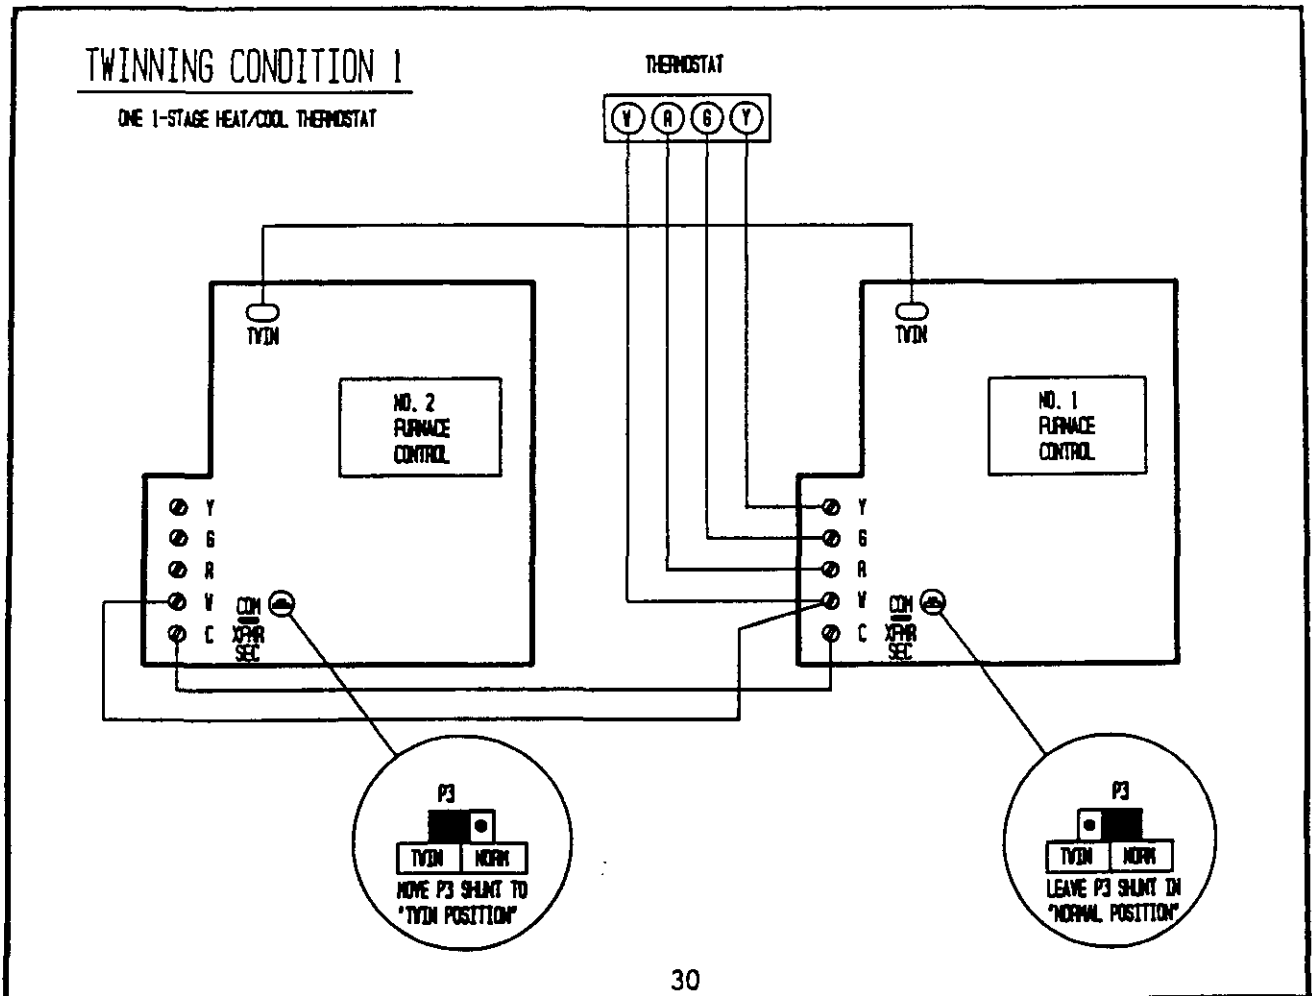 TWINNING CONDITION 1
ONE 1-STAGE HEAT/COOL THERMOSTAT
THERMOSTAT
W R G Y
TWIN
NO. 2
FURNACE
CONTROL
Y
G
R
W
C
COM
XFMR
SEC
TWIN
NO. 1
FURNACE
CONTROL
Y
G
R
W
C
COM
XFMR
SEC
P3
TWIN NORM
MOVE P3 SHUNT TO
"TWIN POSITION"
P3
TWIN NORM
LEAVE P3 SHUNT IN
"NORMAL POSITION"
30